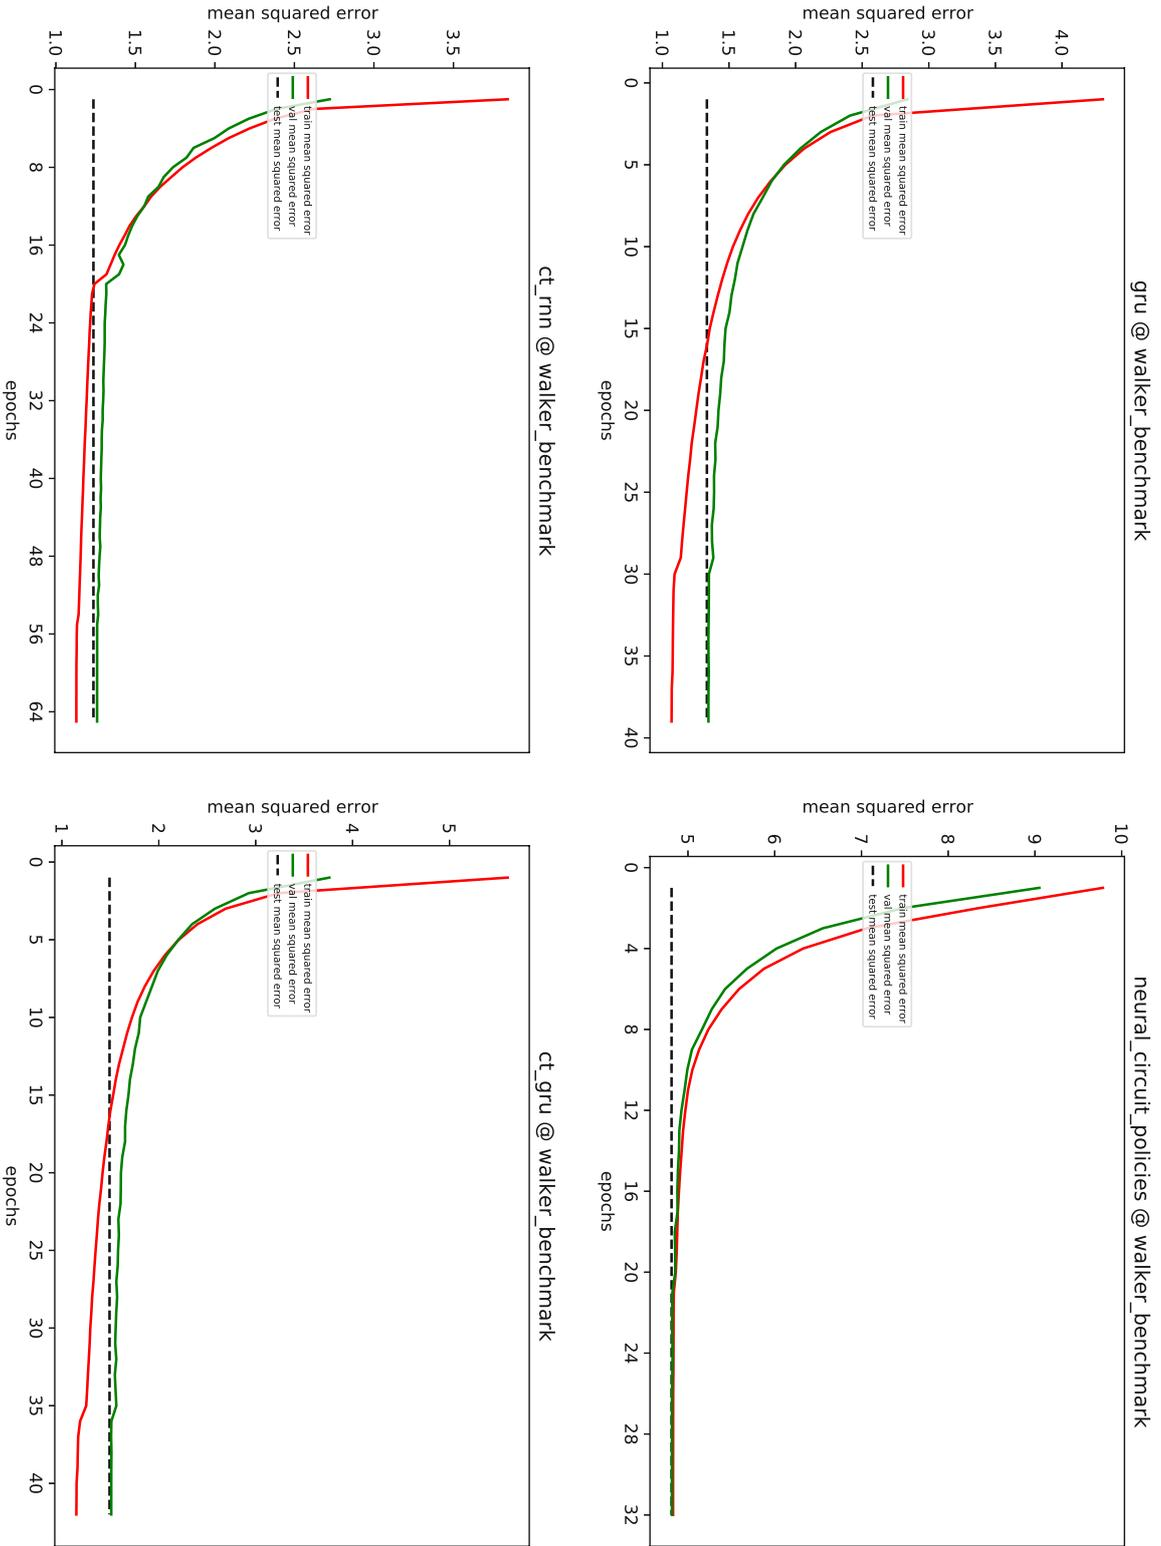 gru @ walker_benchmark
mean squared error
4.0
3.5
3.0
2.5
2.0
1.5
1.0
train mean squared error
val mean squared error
test mean squared error
0
5
10
15
20
25
30
35
40
epochs
neural_circuit_policies @ walker_benchmark
mean squared error
10
9
8
7
6
5
train mean squared error
val mean squared error
test mean squared error
0
4
8
12
16
20
24
28
32
epochs
ct_rnn @ walker_benchmark
mean squared error
3.5
3.0
2.5
2.0
1.5
1.0
train mean squared error
val mean squared error
test mean squared error
0
8
16
24
32
40
48
56
64
epochs
ct_gru @ walker_benchmark
mean squared error
5
4
3
2
1
train mean squared error
val mean squared error
test mean squared error
0
5
10
15
20
25
30
35
40
epochs